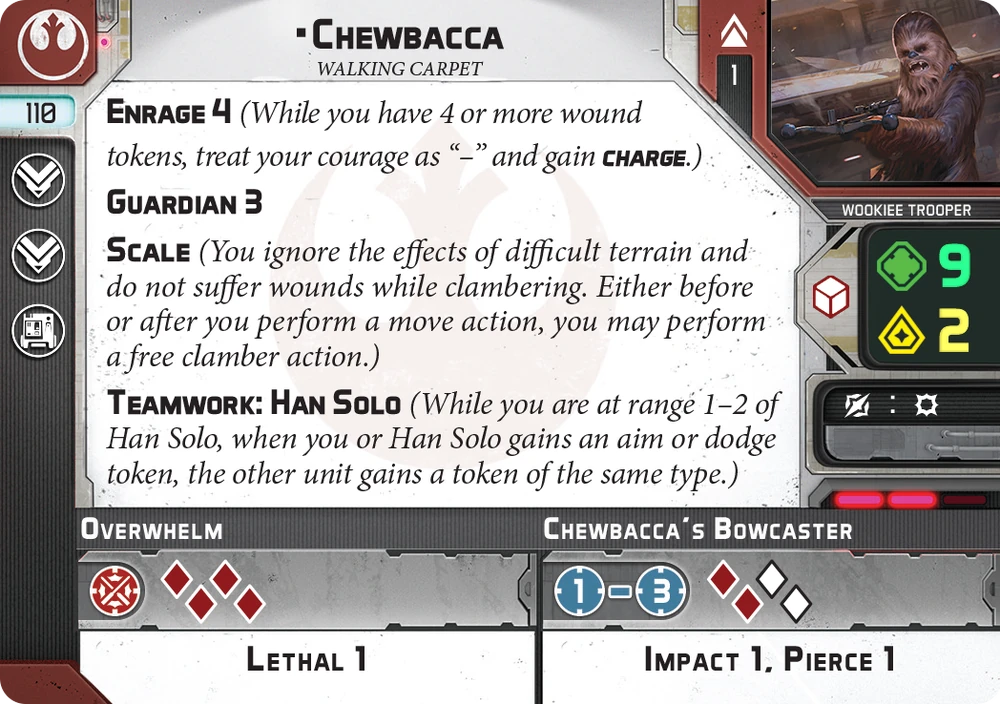 ▪Chewbacca
Walking Carpet
110
1
Enrage 4 (While you have 4 or more wound
tokens, treat your courage as “–” and gain charge.)
Guardian 3
Scale (You ignore the effects of difficult terrain and
do not suffer wounds while clambering. Either before
or after you perform a move action, you may perform
a free clamber action.)
Teamwork: Han Solo (While you are at range 1–2 of
Han Solo, when you or Han Solo gains an aim or dodge
token, the other unit gains a token of the same type.)
Wookiee Trooper
9
2
:
Overwhelm
Lethal 1
Chewbacca´s Bowcaster
1-3
Impact 1, Pierce 1